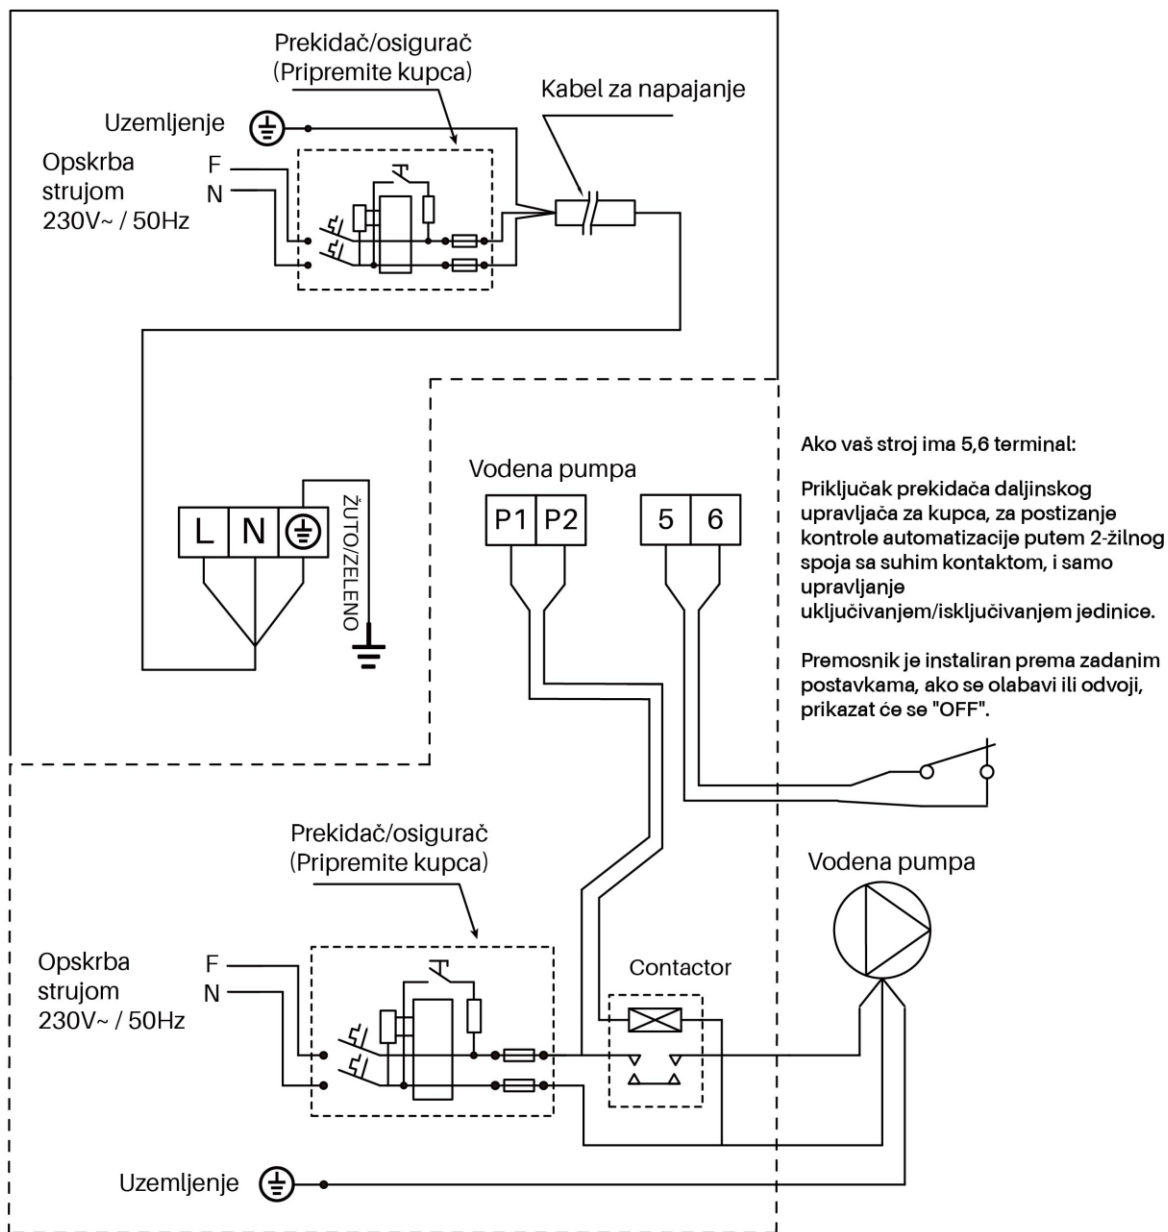 Prekidač/osigurač
(Pripremite kupca)
Kabel za napajanje
Uzemljenje
Opskrba
strujom
230V~ / 50Hz
F
N
L N
ŽUTO/ZELENO
Vodena pumpa
P1 P2
5 6
Ako vaš stroj ima 5,6 terminal:
Priključak prekidača daljinskog
upravljača za kupca, za postizanje
kontrole automatizacije putem 2-žilnog
spoja sa suhim kontaktom, i samo
upravljanje
uključivanjem/isključivanjem jedinice.
Premosnik je instaliran prema zadanim
postavkama, ako se olabavi ili odvoji,
prikazat će se "OFF".
Prekidač/osigurač
(Pripremite kupca)
Vodena pumpa
Opskrba
strujom
230V~ / 50Hz
F
N
Contactor
Uzemljenje